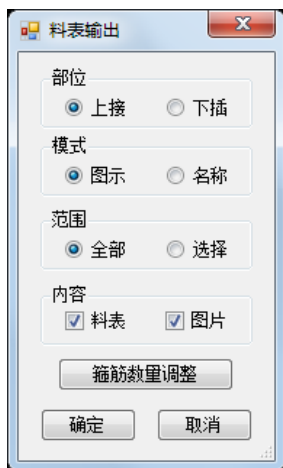 料表输出
部位
上接 下插
模式
图示 名称
范围
全部 选择
内容
料表 图片
箍筋数量调整
确定 取消